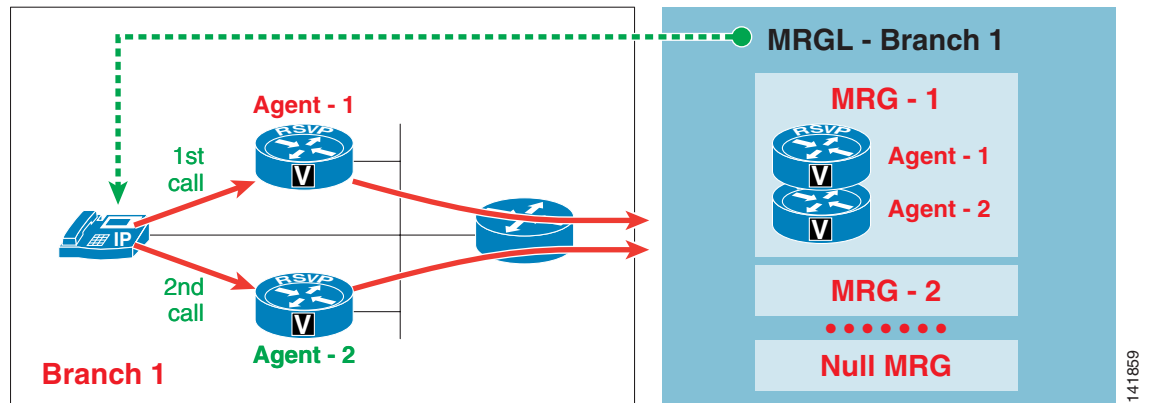 MRGL - Branch 1
MRG - 1
RSVP
Agent - 1
V
Agent - 2
V
MRG - 2
Null MRG
Agent - 1
RSVP
V
1st
call
IP
2nd
call
RSVP
V
Agent - 2
Branch 1
141859